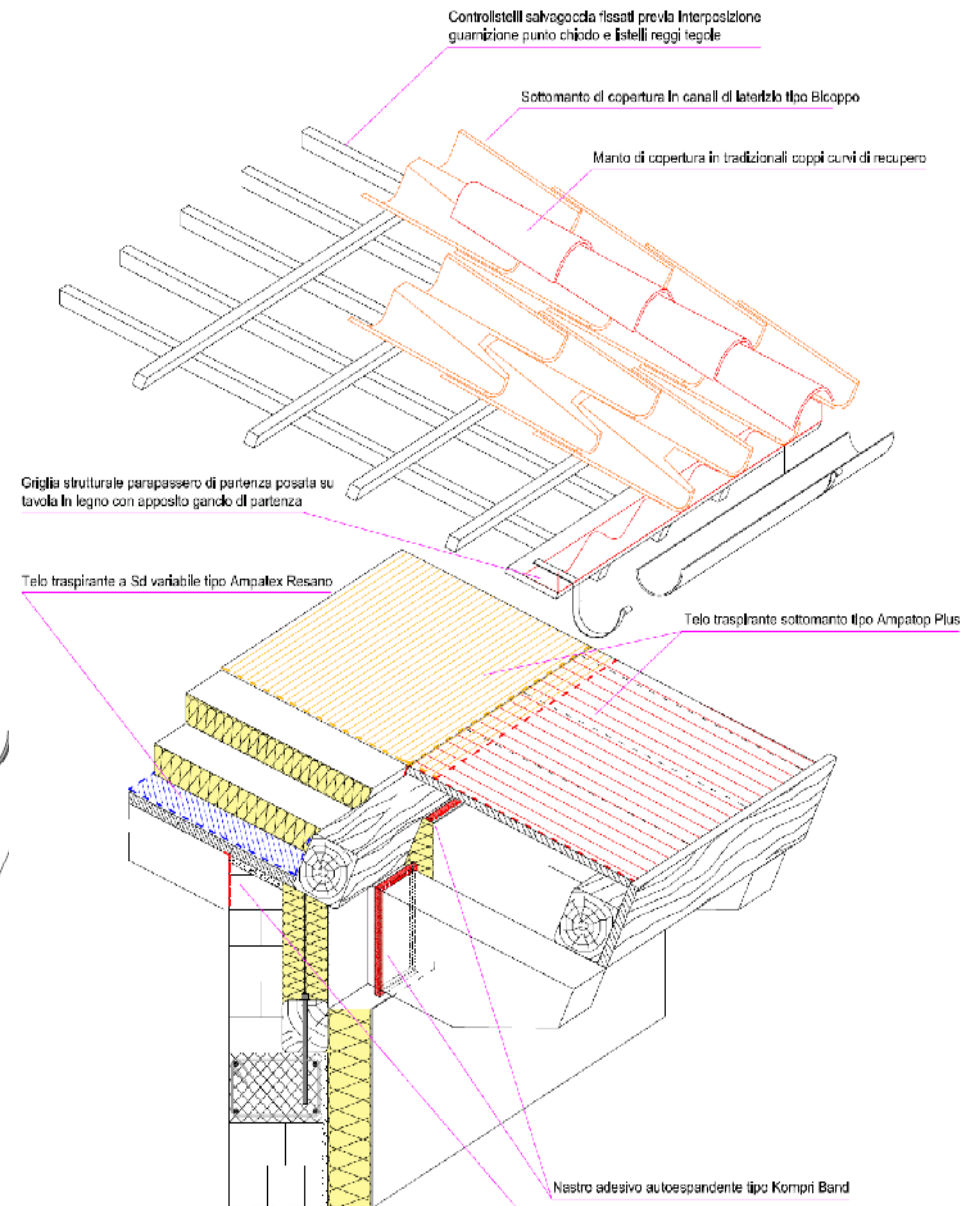 Controlistelli salvagoccia fissati previa interposizione
guarnizione punto chiodo e listelli reggi tegole
Sottomanto di copertura in canali di laterizio tipo Bicoppo
Manto di copertura in tradizionali coppi curvi di recupero
Griglia strutturale parapassero di partenza posata su
tavola in legno con apposito gancio di partenza
Telo traspirante a Sd variabile tipo Ampatex Resano
Telo traspirante sottomanto tipo Ampatop Plus
Nastro adesivo autoespandente tipo Kompri Band